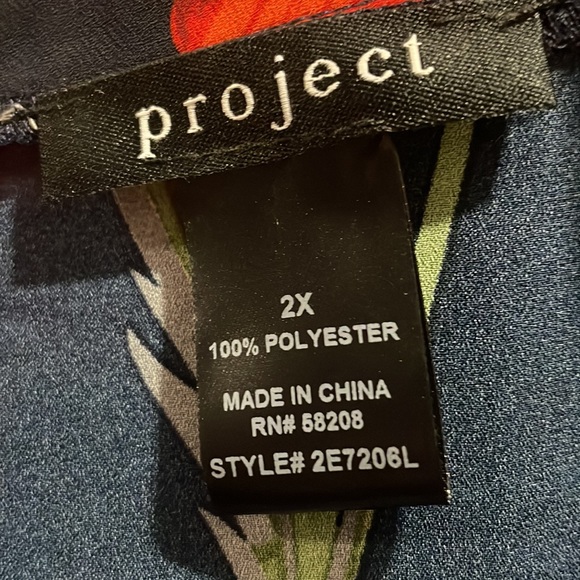 project
2X
100% POLYESTER
MADE IN CHINA
RN# 58208
STYLE# 2E7206L